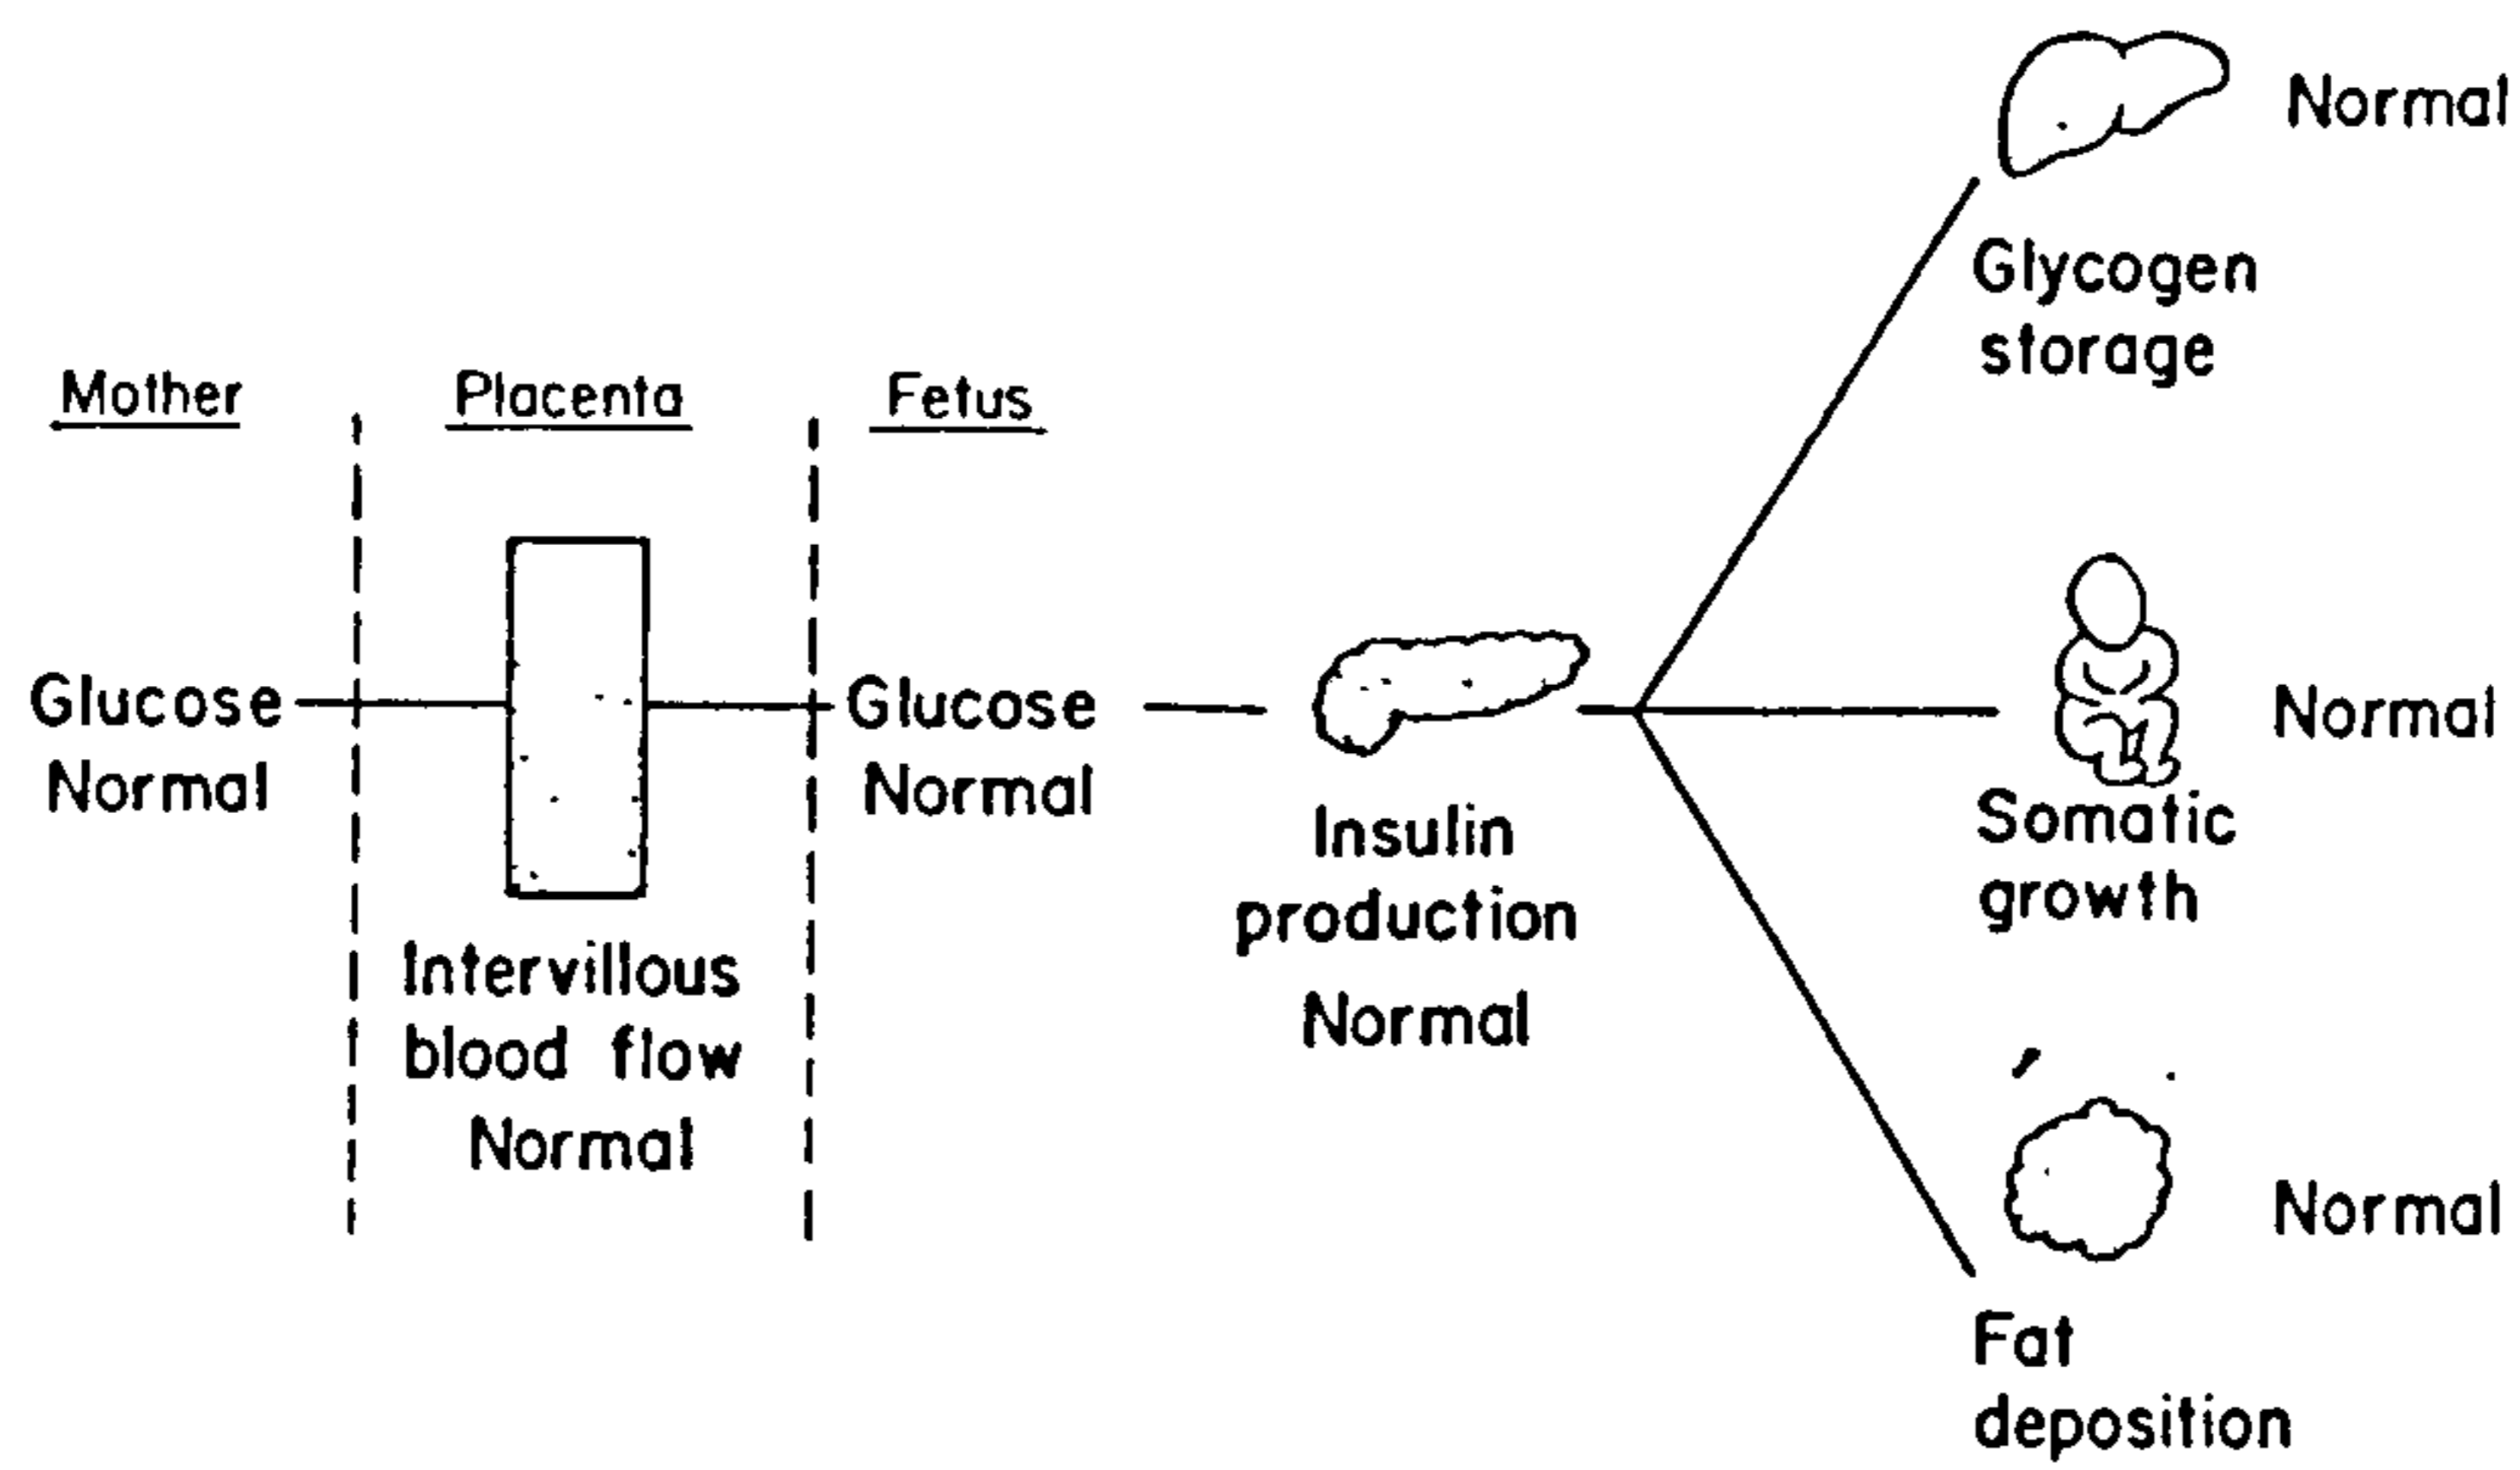 Mother
Placenta
Fetus
Glucose
Normal
Intervillous
blood flow
Normal
Glucose
Normal
Insulin
production
Normal
Normal
Glycogen
storage
Normal
Somatic
growth
Normal
Fat
deposition